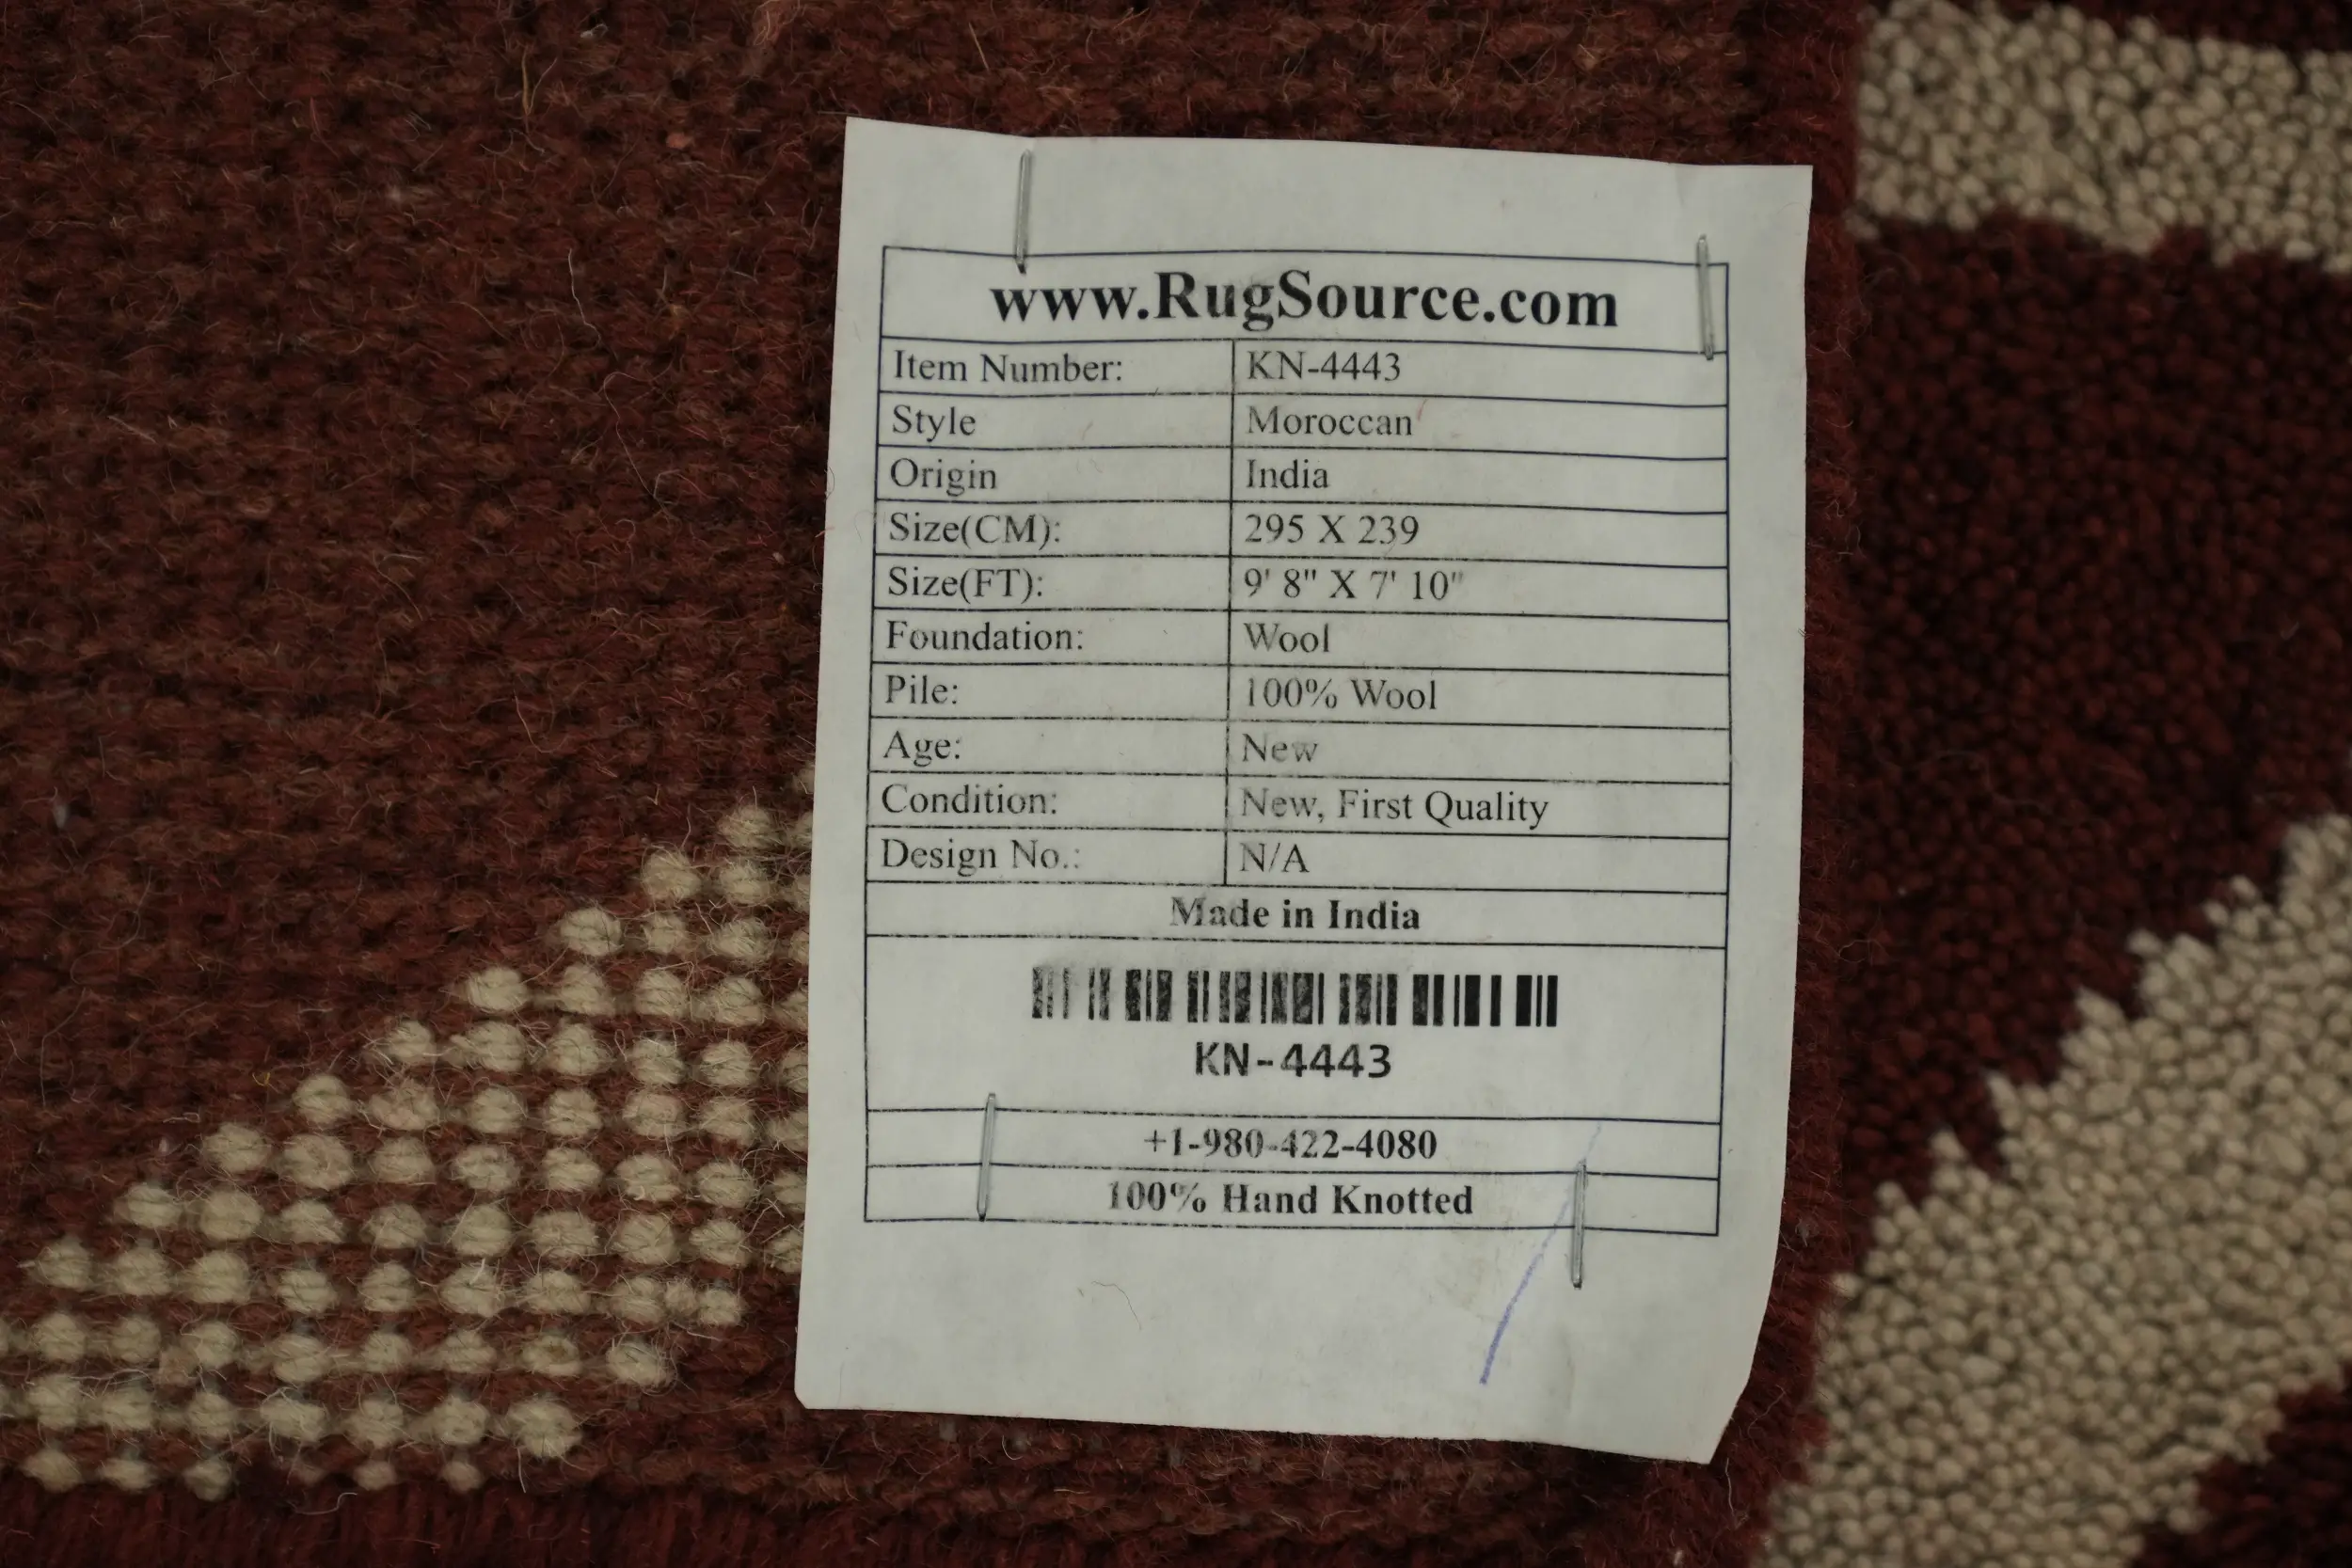 www.RugSource.com
Item Number: KN-4443
Style Moroccan
Origin India
Size(CM): 295 X 239
Size(FT): 9' 8" X 7' 10"
Foundation: Wool
Pile: 100% Wool
Age: New
Condition: New, First Quality
Design No.: N/A
Made in India
KN-4443
+1-980-422-4080
100% Hand Knotted